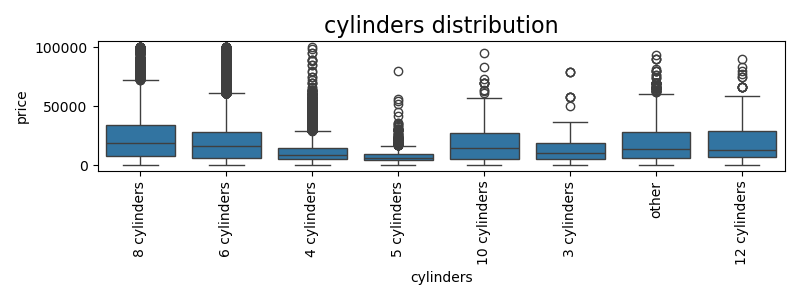 cylinders distribution
100000
50000
0
price
8 cylinders
6 cylinders
4 cylinders
5 cylinders
10 cylinders
3 cylinders
other
12 cylinders
cylinders